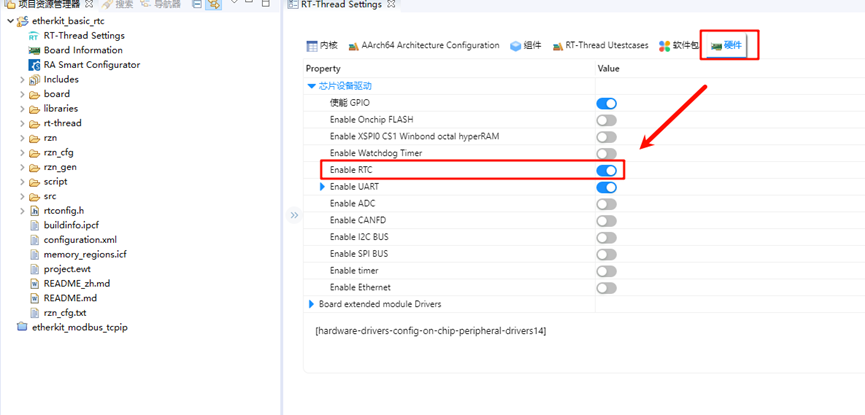 项目资源管理器
搜索
导航器
etherkit_basic_rtc
RT-Thread Settings
Board Information
RA Smart Configurator
Includes
board
libraries
rt-thread
rzn
rzn_cfg
rzn_gen
script
src
rtconfig.h
buildinfo.ipcf
configuration.xml
memory_regions.icf
project.ewt
README_zh.md
README.md
rzn_cfg.txt
etherkit_modbus_tcpip
RT-Thread Settings
内核 AArch64 Architecture Configuration 组件 RT-Thread Utestcases 软件包 硬件
Property Value
芯片设备驱动
使能 GPIO
Enable Onchip FLASH
Enable XSPI0 CS1 Winbond octal hyperRAM
Enable Watchdog Timer
Enable RTC
Enable UART
Enable ADC
Enable CANFD
Enable I2C BUS
Enable SPI BUS
Enable timer
Enable Ethernet
Board extended module Drivers
[hardware-drivers-config-on-chip-peripheral-drivers14]